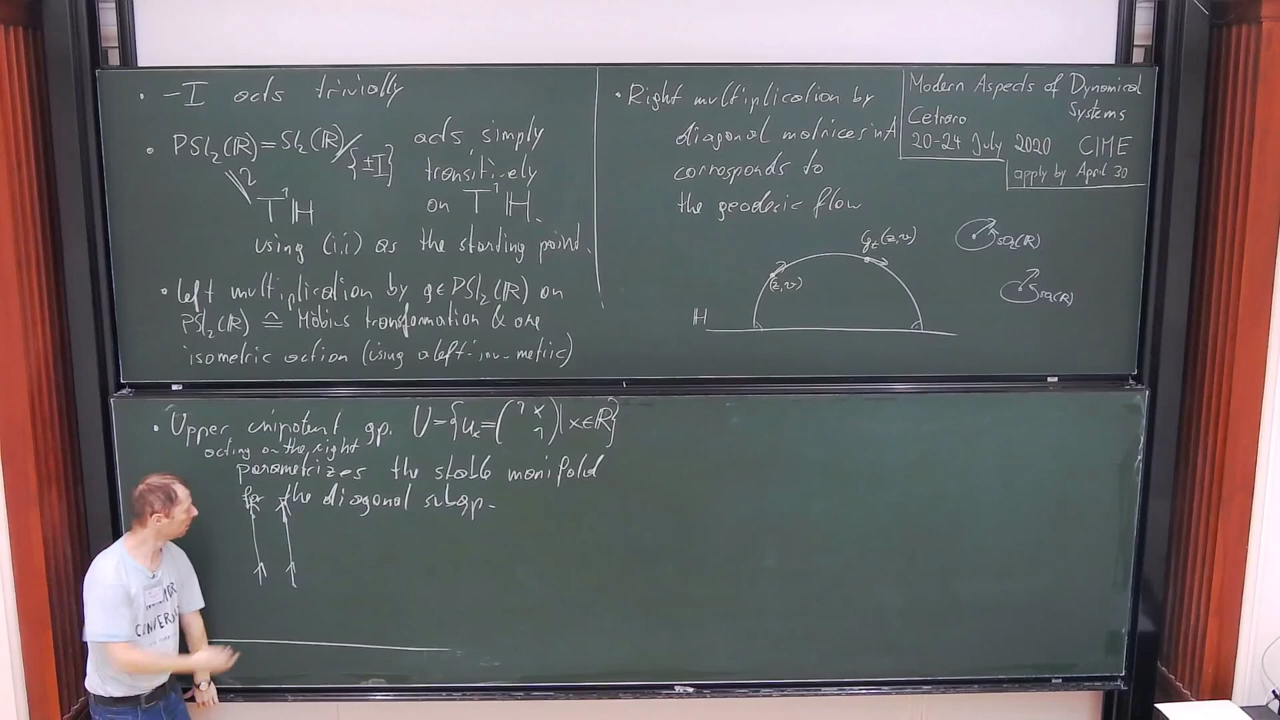 • -I acts trivially
• PSL₂(ℝ) = SL₂(ℝ)/{±I} acts simply
transitively
T¹ℍ on T¹ℍ.
using (i,i) as the starting point.
• left multiplication by g∈PSL₂(ℝ) on
PSL₂(ℝ) ≙ Möbius transformation & are
isometric action (using a left-inv. metric)
• Right multiplication by
diagonal matrices in A
corresponds to
the geodesic flow
g_t(z,v)
(z,v)
ℍ
SO₂(ℝ)
SO₂(ℝ)
Modern Aspects of Dynamical
Systems
Cetraro
20-24 July 2020 CIME
apply by April 30
• Upper unipotent gp. U={uₓ=(1 x 1)|x∈ℝ}
acting on the right
parametrizes the stable manifold
for the diagonal subgp.